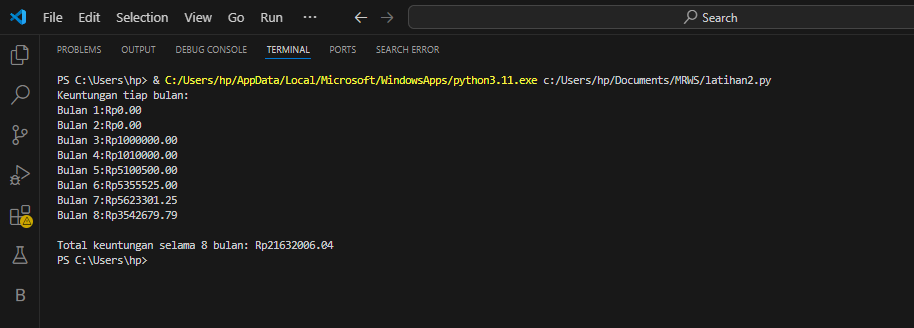 File Edit Selection View Go Run ··· ← → Search
PROBLEMS OUTPUT DEBUG CONSOLE TERMINAL PORTS SEARCH ERROR
PS C:\Users\hp> & C:/Users/hp/AppData/Local/Microsoft/WindowsApps/python3.11.exe c:/Users/hp/Documents/MRWS/latihan2.py
Keuntungan tiap bulan:
Bulan 1:Rp0.00
Bulan 2:Rp0.00
Bulan 3:Rp1000000.00
Bulan 4:Rp1010000.00
Bulan 5:Rp5100500.00
Bulan 6:Rp5355525.00
Bulan 7:Rp5623301.25
Bulan 8:Rp3542679.79
Total keuntungan selama 8 bulan: Rp21632006.04
PS C:\Users\hp>
B